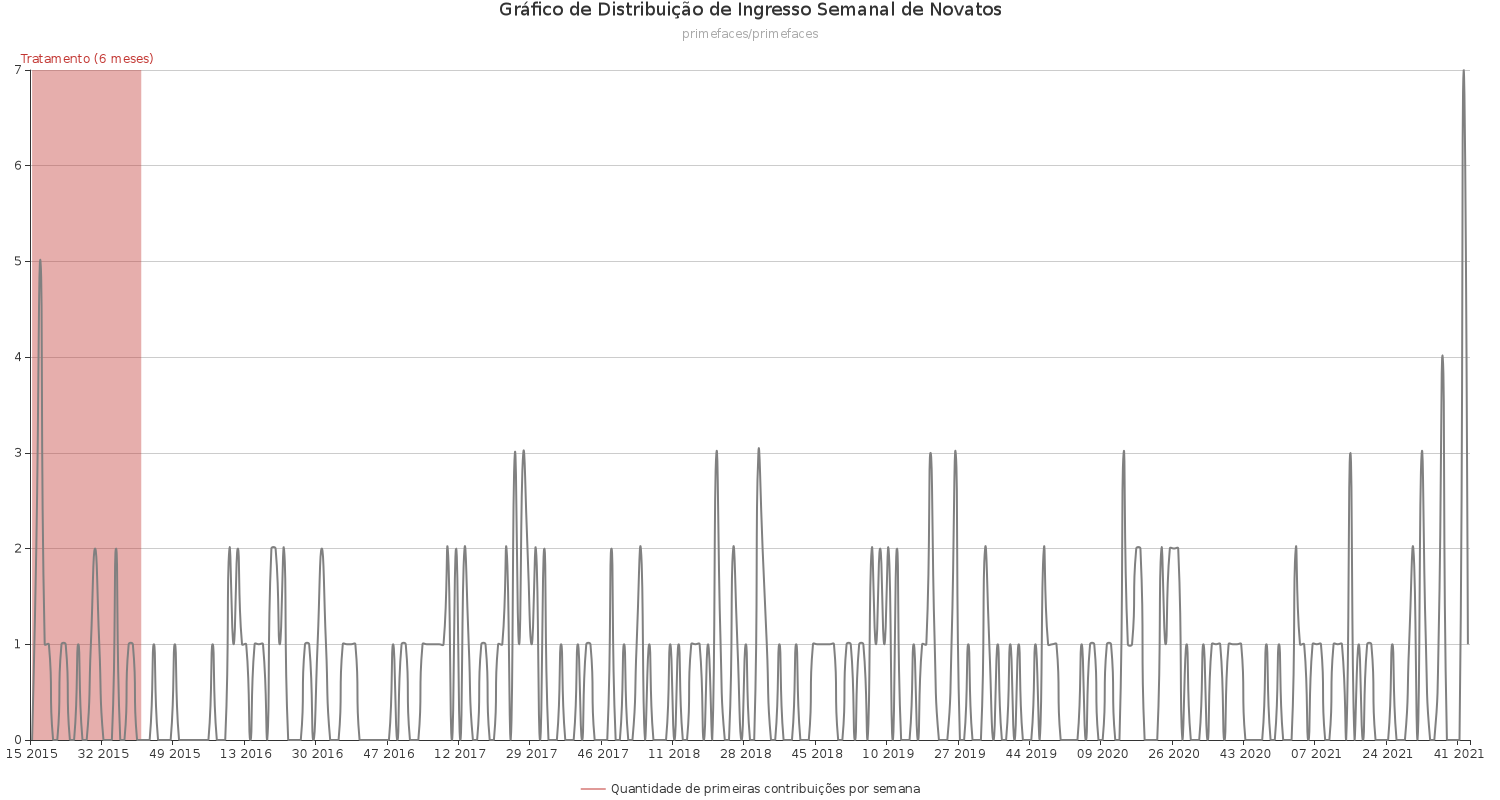 Gráfico de Distribuição de Ingresso Semanal de Novatos
primefaces/primefaces
Tratamento (6 meses)
7
6
5
4
3
2
1
0
15 2015 32 2015 49 2015 13 2016 30 2016 47 2016 12 2017 29 2017 46 2017 11 2018 28 2018 45 2018 10 2019 27 2019 44 2019 09 2020 26 2020 43 2020 07 2021 24 2021 41 2021
Quantidade de primeiras contribuições por semana